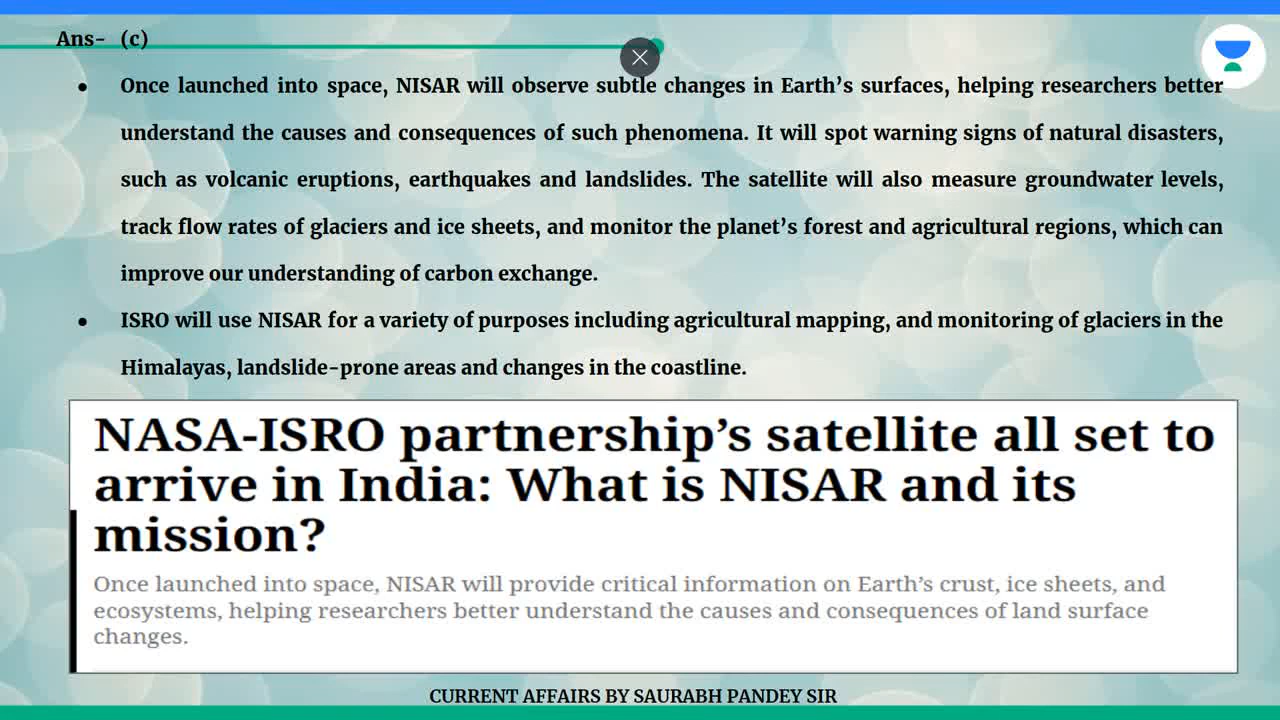 Ans- (c)
● Once launched into space, NISAR will observe subtle changes in Earth’s surfaces, helping researchers better
understand the causes and consequences of such phenomena. It will spot warning signs of natural disasters,
such as volcanic eruptions, earthquakes and landslides. The satellite will also measure groundwater levels,
track flow rates of glaciers and ice sheets, and monitor the planet’s forest and agricultural regions, which can
improve our understanding of carbon exchange.
● ISRO will use NISAR for a variety of purposes including agricultural mapping, and monitoring of glaciers in the
Himalayas, landslide-prone areas and changes in the coastline.
NASA-ISRO partnership’s satellite all set to
arrive in India: What is NISAR and its
mission?
Once launched into space, NISAR will provide critical information on Earth’s crust, ice sheets, and
ecosystems, helping researchers better understand the causes and consequences of land surface
changes.
CURRENT AFFAIRS BY SAURABH PANDEY SIR